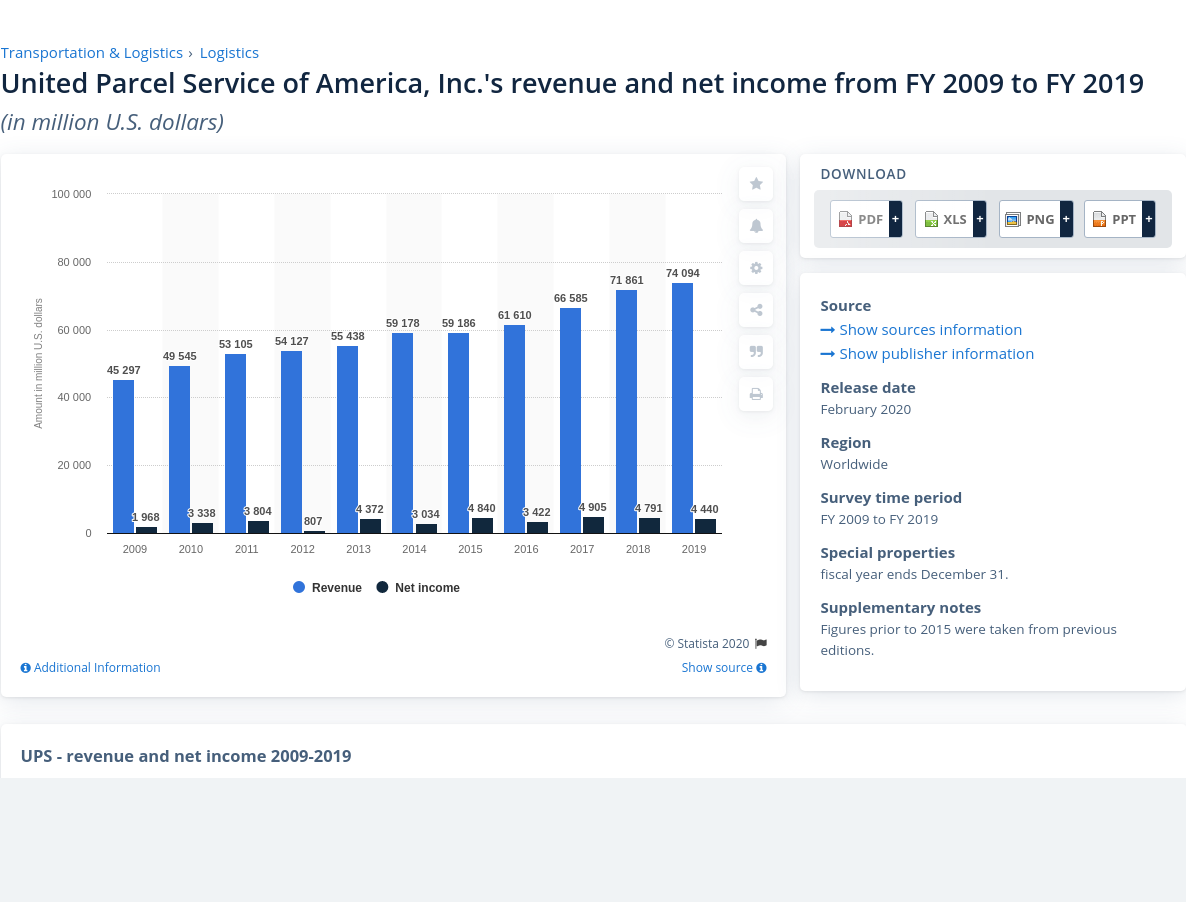 Transportation & Logistics › Logistics
United Parcel Service of America, Inc.'s revenue and net income from FY 2009 to FY 2019
(in million U.S. dollars)
100 000
80 000
60 000
40 000
20 000
0
Amount in million U.S. dollars
45 297
49 545
53 105
54 127
55 438
59 178
59 186
61 610
66 585
71 861
74 094
1 968
3 338
3 804
807
4 372
3 034
4 840
3 422
4 905
4 791
4 440
2009 2010 2011 2012 2013 2014 2015 2016 2017 2018 2019
Revenue Net income
© Statista 2020
Additional Information
Show source
DOWNLOAD
PDF + XLS + PNG + PPT +
Source
Show sources information
Show publisher information
Release date
February 2020
Region
Worldwide
Survey time period
FY 2009 to FY 2019
Special properties
fiscal year ends December 31.
Supplementary notes
Figures prior to 2015 were taken from previous
editions.
UPS - revenue and net income 2009-2019